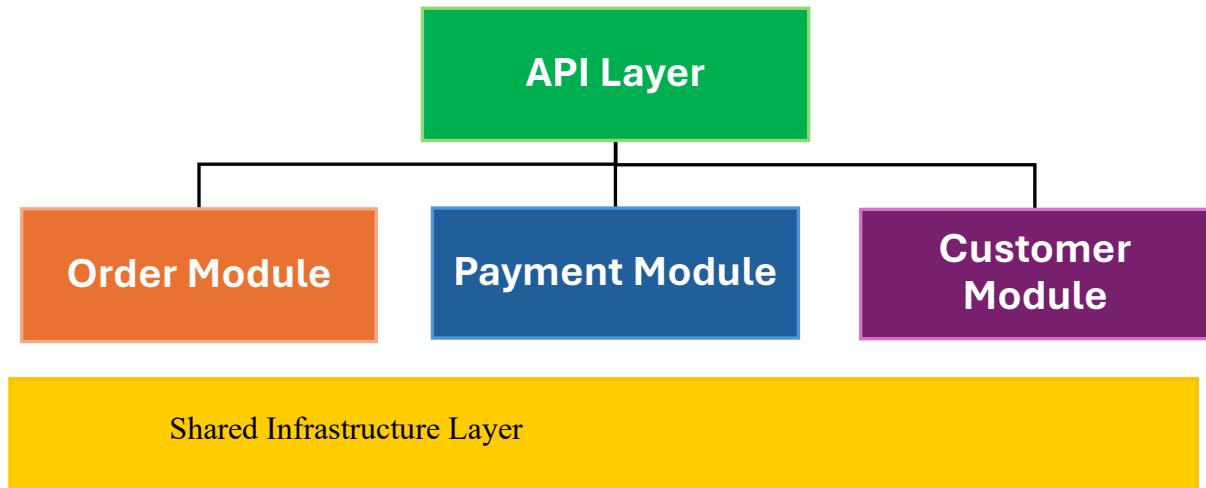 API Layer
Order Module
Payment Module
Customer
Module
Shared Infrastructure Layer